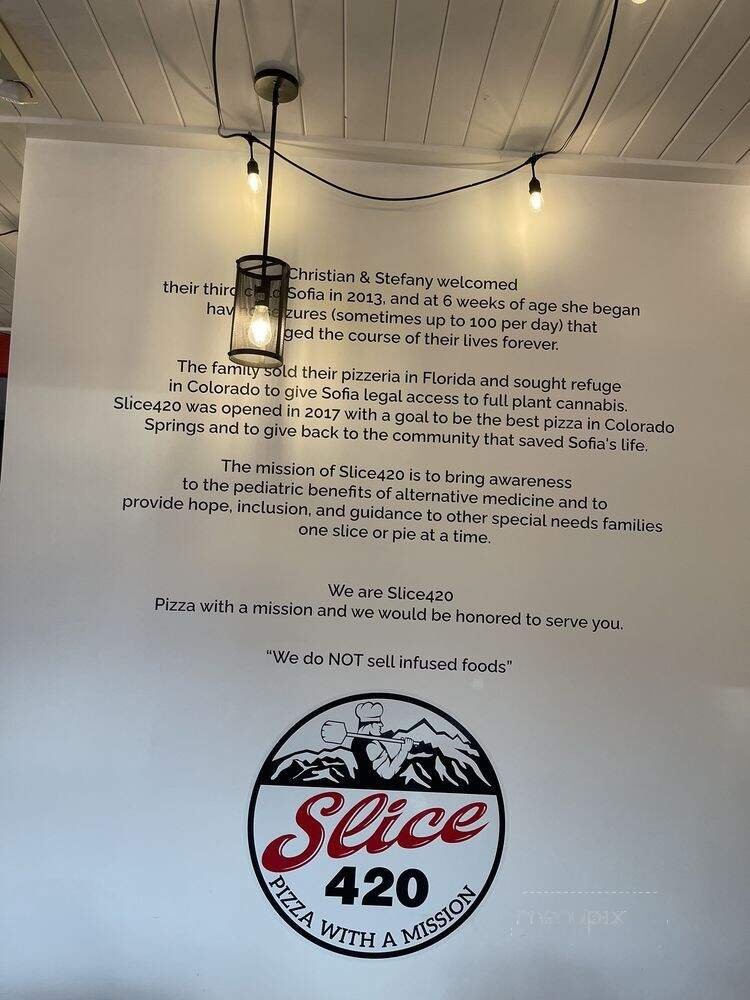 Christian & Stefany welcomed
their third child Sofia in 2013, and at 6 weeks of age she began
hav zures (sometimes up to 100 per day) that
ged the course of their lives forever.
The family sold their pizzeria in Florida and sought refuge
in Colorado to give Sofia legal access to full plant cannabis.
Slice420 was opened in 2017 with a goal to be the best pizza in Colorado
Springs and to give back to the community that saved Sofia's life.
The mission of Slice420 is to bring awareness
to the pediatric benefits of alternative medicine and to
provide hope, inclusion, and guidance to other special needs families
one slice or pie at a time.
We are Slice420
Pizza with a mission and we would be honored to serve you.
“We do NOT sell infused foods”
Slice
420
PIZZA WITH A MISSION
menupix